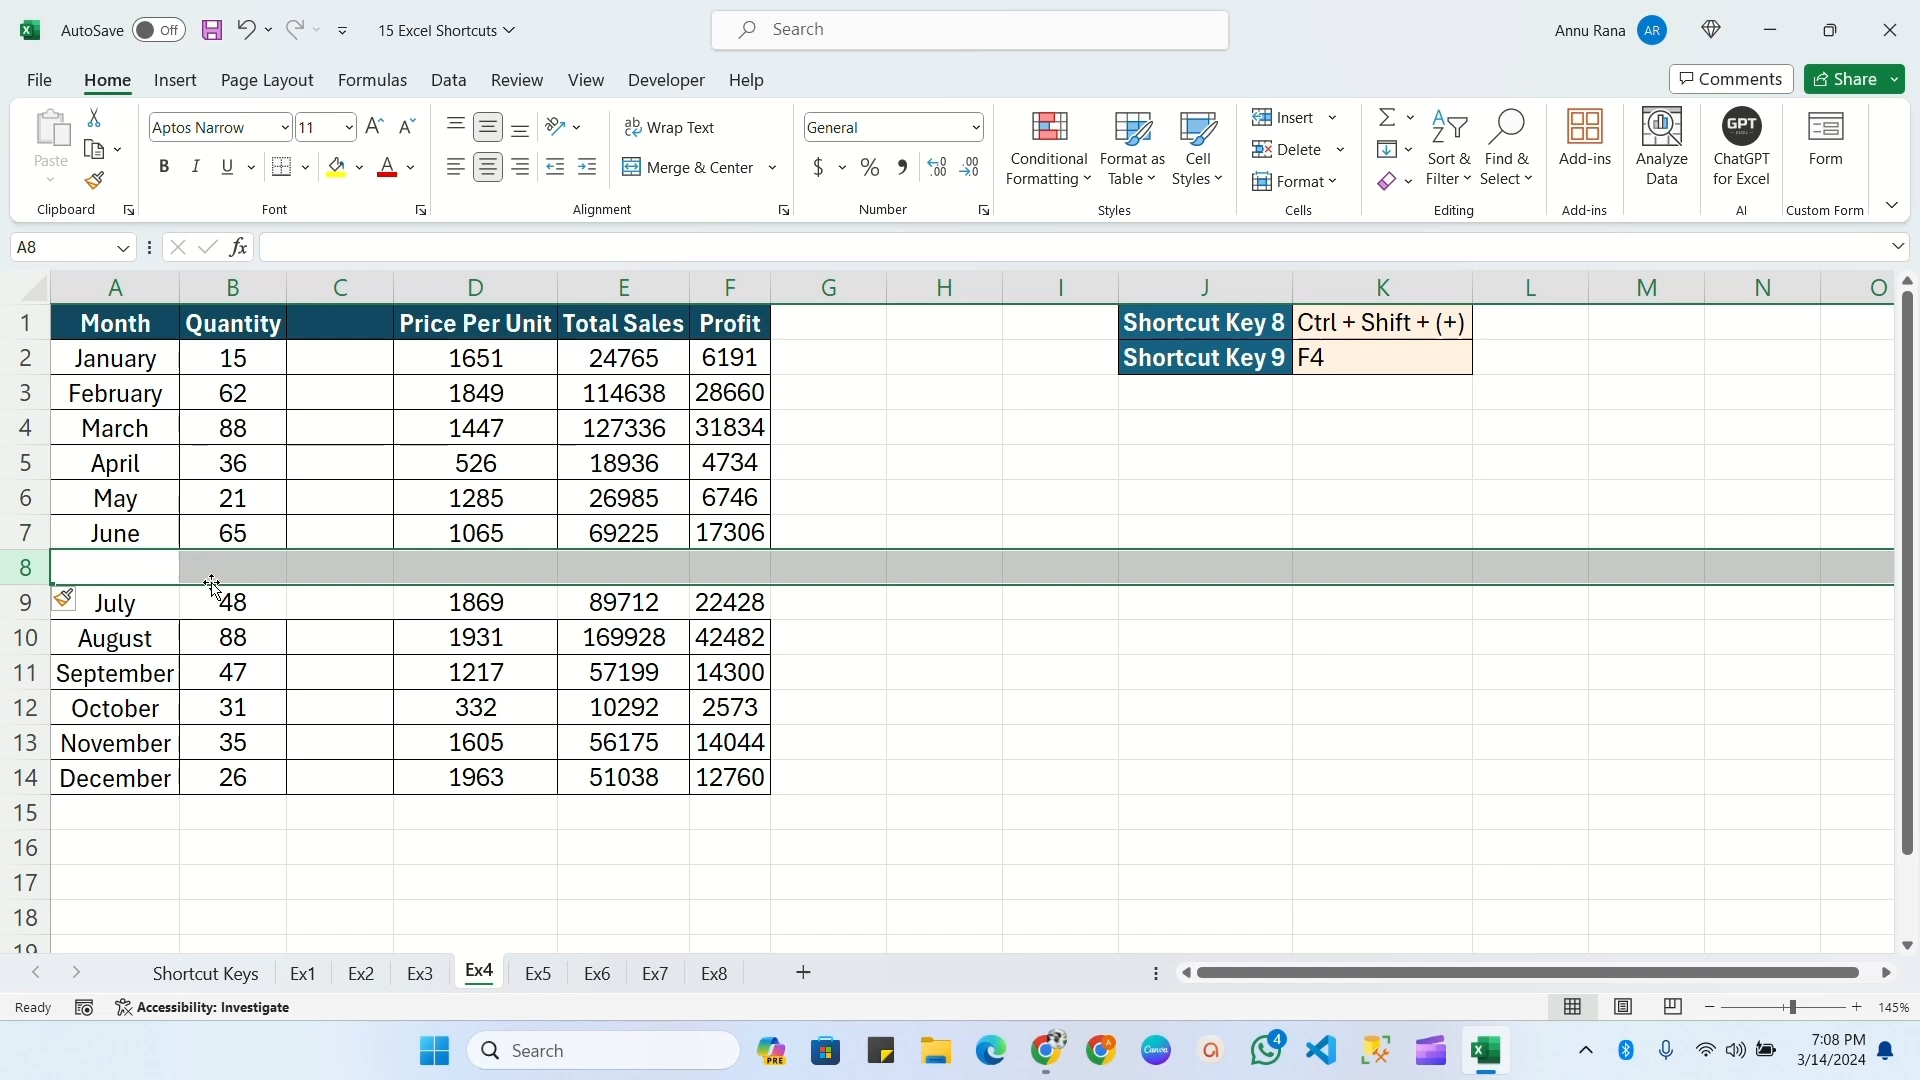 AutoSave Off 15 Excel Shortcuts Search Annu Rana AR
File Home Insert Page Layout Formulas Data Review View Developer Help Comments Share
Paste
Clipboard
Aptos Narrow 11
B I U A
Font
Wrap Text
Merge & Center
Alignment
General
$ % 9
Number
Conditional Formatting
Format as Table
Cell Styles
Styles
Insert
Delete
Format
Cells
Sort & Filter
Find & Select
Editing
Add-ins
Add-ins
Analyze Data
GPT
ChatGPT for Excel
AI
Form
Custom Form
A8 fx
A B C D E F G H I J K L M N O
1 Month Quantity Price Per Unit Total Sales Profit Shortcut Key 8 Ctrl + Shift + (+)
2 January 15 1651 24765 6191 Shortcut Key 9 F4
3 February 62 1849 114638 28660
4 March 88 1447 127336 31834
5 April 36 526 18936 4734
6 May 21 1285 26985 6746
7 June 65 1065 69225 17306
8
9 July 48 1869 89712 22428
10 August 88 1931 169928 42482
11 September 47 1217 57199 14300
12 October 31 332 10292 2573
13 November 35 1605 56175 14044
14 December 26 1963 51038 12760
15
16
17
18
19
Shortcut Keys Ex1 Ex2 Ex3 Ex4 Ex5 Ex6 Ex7 Ex8
Ready Accessibility: Investigate 145%
Search PRE Canva 4 7:08 PM
3/14/2024